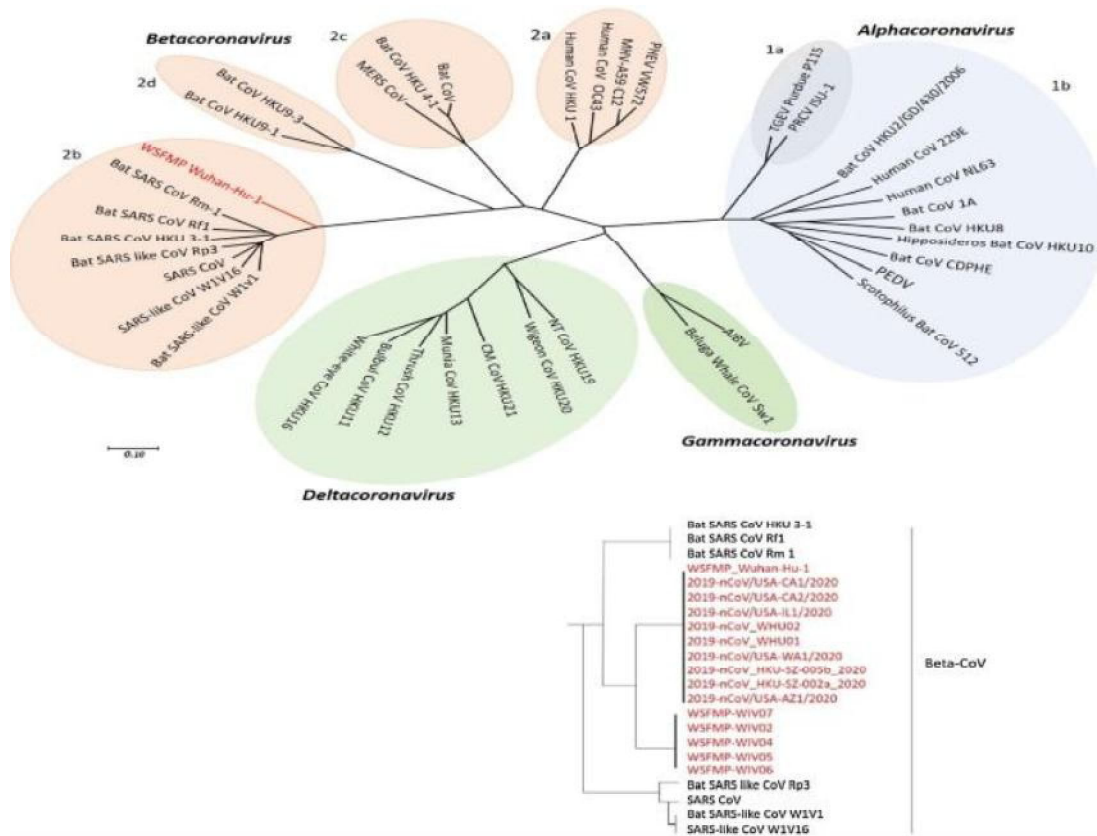 Betacoronavirus
2d
Bat CoV HKU9-3
Bat CoV HKU9-1
2c
MERS CoV
Bat CoV HKU 4-1
Bat CoV
2a
Human CoV HKU 1
Human CoV OC43
MHV-A59 C12
PNEV VW572
Alphacoronavirus
1a
TGEV Purdue P115
PRCV ISU-1
1b
Bat CoV HKU2/GD/430/2006
Human CoV 229E
Human CoV NL63
Bat CoV 1A
Bat CoV HKU8
Hipposideros Bat CoV HKU10
Bat CoV CDPHE
PEDV
Scotophilus Bat CoV S12
2b
WSFMP Wuhan-Hu-1
Bat SARS CoV Rm-1
Bat SARS CoV Rf1
Bat SARS CoV HKU 3-1
Bat SARS like CoV Rp3
SARS CoV
SARS-like CoV W1V16
Bat SARS-like CoV W1v1
White-eye CoV HKU16
Bulbul CoV HKU11
Thrush CoV HKU12
Munia CoV HKU13
CM CoVHKU21
Wigeon CoV HKU20
NT CoV HKU19
Beluga Whale CoV Sw1
Gammacoronavirus
0.10
Deltacoronavirus
Bat SARS CoV HKU 3-1
Bat SARS CoV Rf1
Bat SARS CoV Rm 1
WSFMP_Wuhan-Hu-1
2019-nCoV/USA-CA1/2020
2019-nCoV/USA-CA2/2020
2019-nCoV/USA-IL1/2020
2019-nCoV_WHU02
2019-nCoV_WHU01
2019-nCoV/USA-WA1/2020
2019-nCoV_HKU-SZ-005b_2020
2019-nCoV_HKU-SZ-002a_2020
2019-nCoV/USA-AZ1/2020
WSFMP-WIV07
WSFMP-WIV02
WSFMP-WIV04
WSFMP-WIV05
WSFMP-WIV06
Bat SARS like CoV Rp3
SARS CoV
Bat SARS-like CoV W1V1
SARS-like CoV W1V16
Beta-CoV